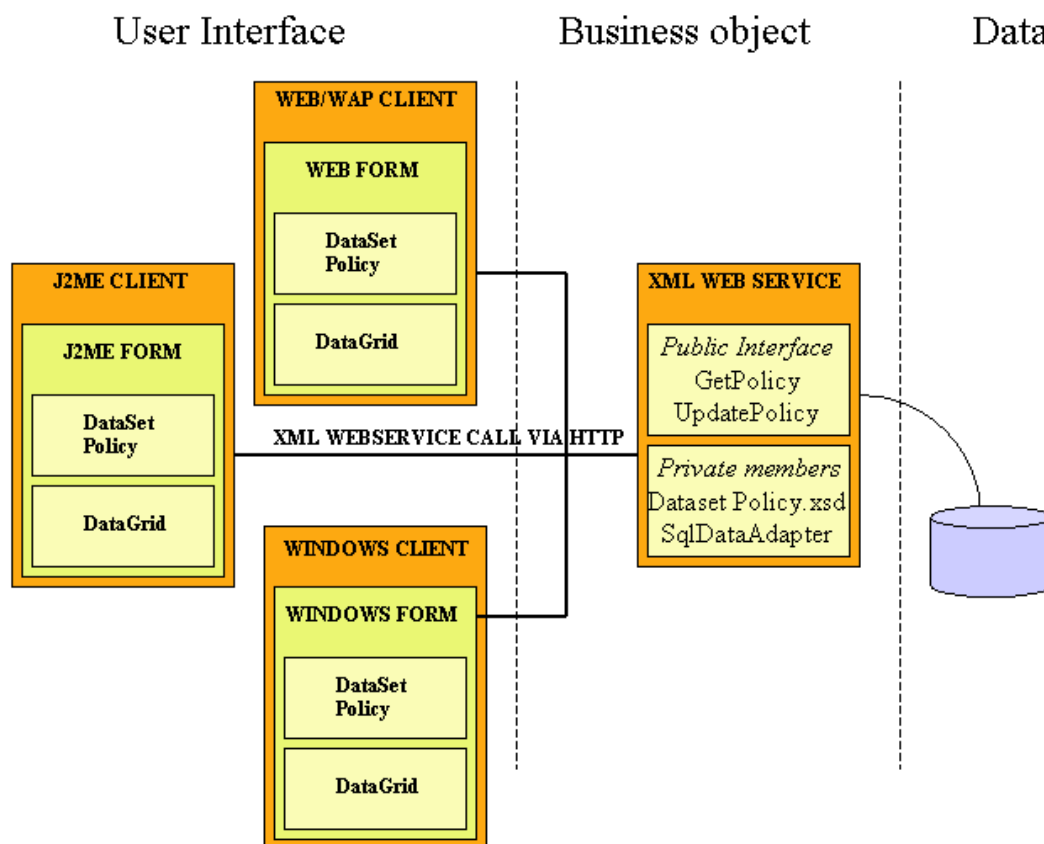 User Interface
Business object
Data
WEB/WAP CLIENT
WEB FORM
DataSet
Policy
DataGrid
J2ME CLIENT
J2ME FORM
DataSet
Policy
DataGrid
XML WEBSERVICE CALL VIA HTTP
WINDOWS CLIENT
WINDOWS FORM
DataSet
Policy
DataGrid
XML WEB SERVICE
Public Interface
GetPolicy
UpdatePolicy
Private members
Dataset Policy.xsd
SqlDataAdapter